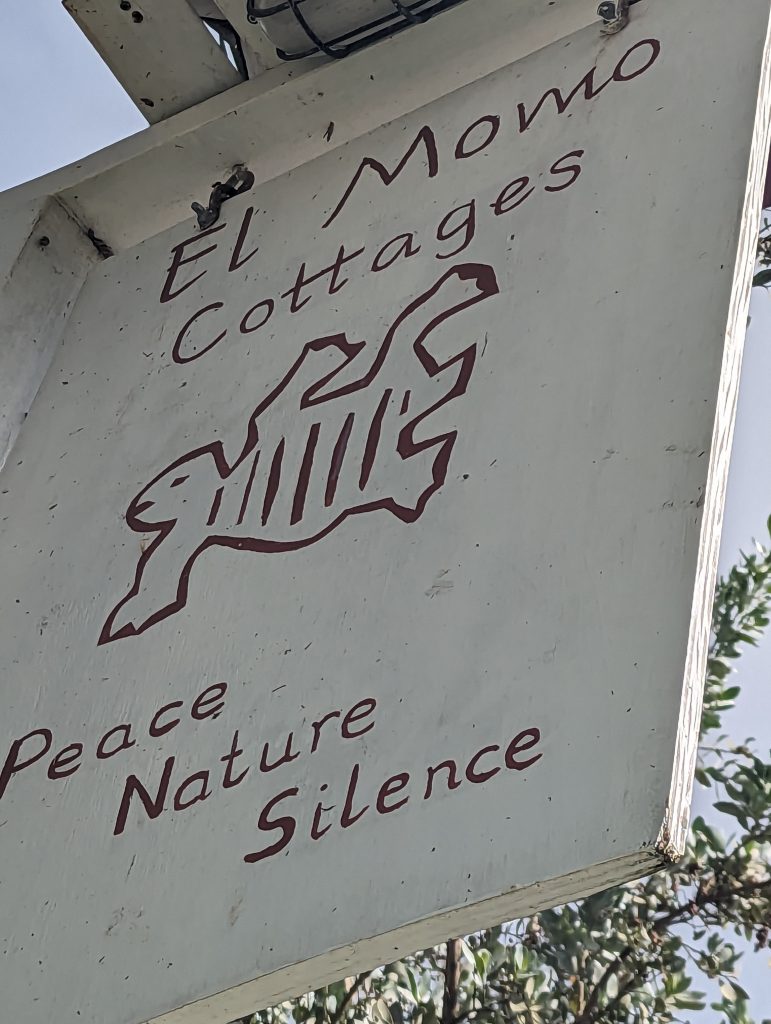 El Momo
Cottages
Peace
Nature
Silence